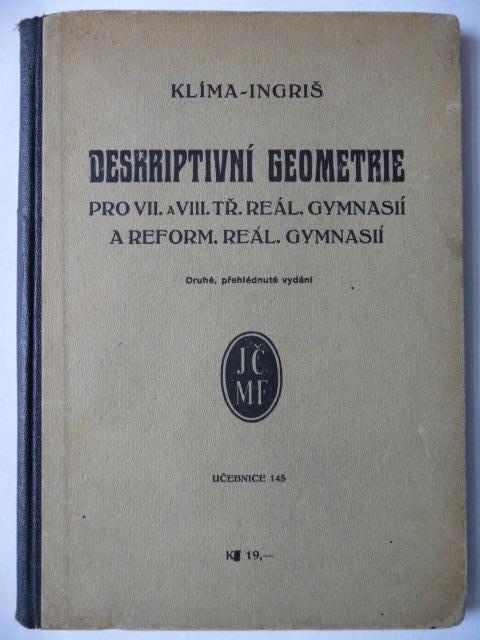 KLÍMA-INGRIŠ
DESKRIPTIVNÍ GEOMETRIE
PRO VII. A VIII. TŘ. REÁL. GYMNASIÍ
A REFORM. REÁL. GYMNASIÍ
Druhé, přehlédnuté vydání
JČ
MF
UČEBNICE 145
K 19,—